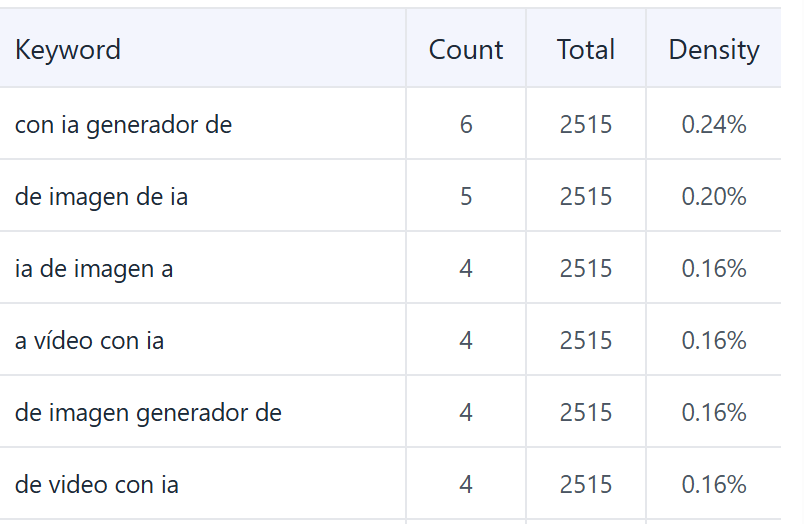 Keyword Count Total Density
con ia generador de 6 2515 0.24%
de imagen de ia 5 2515 0.20%
ia de imagen a 4 2515 0.16%
a vídeo con ia 4 2515 0.16%
de imagen generador de 4 2515 0.16%
de video con ia 4 2515 0.16%